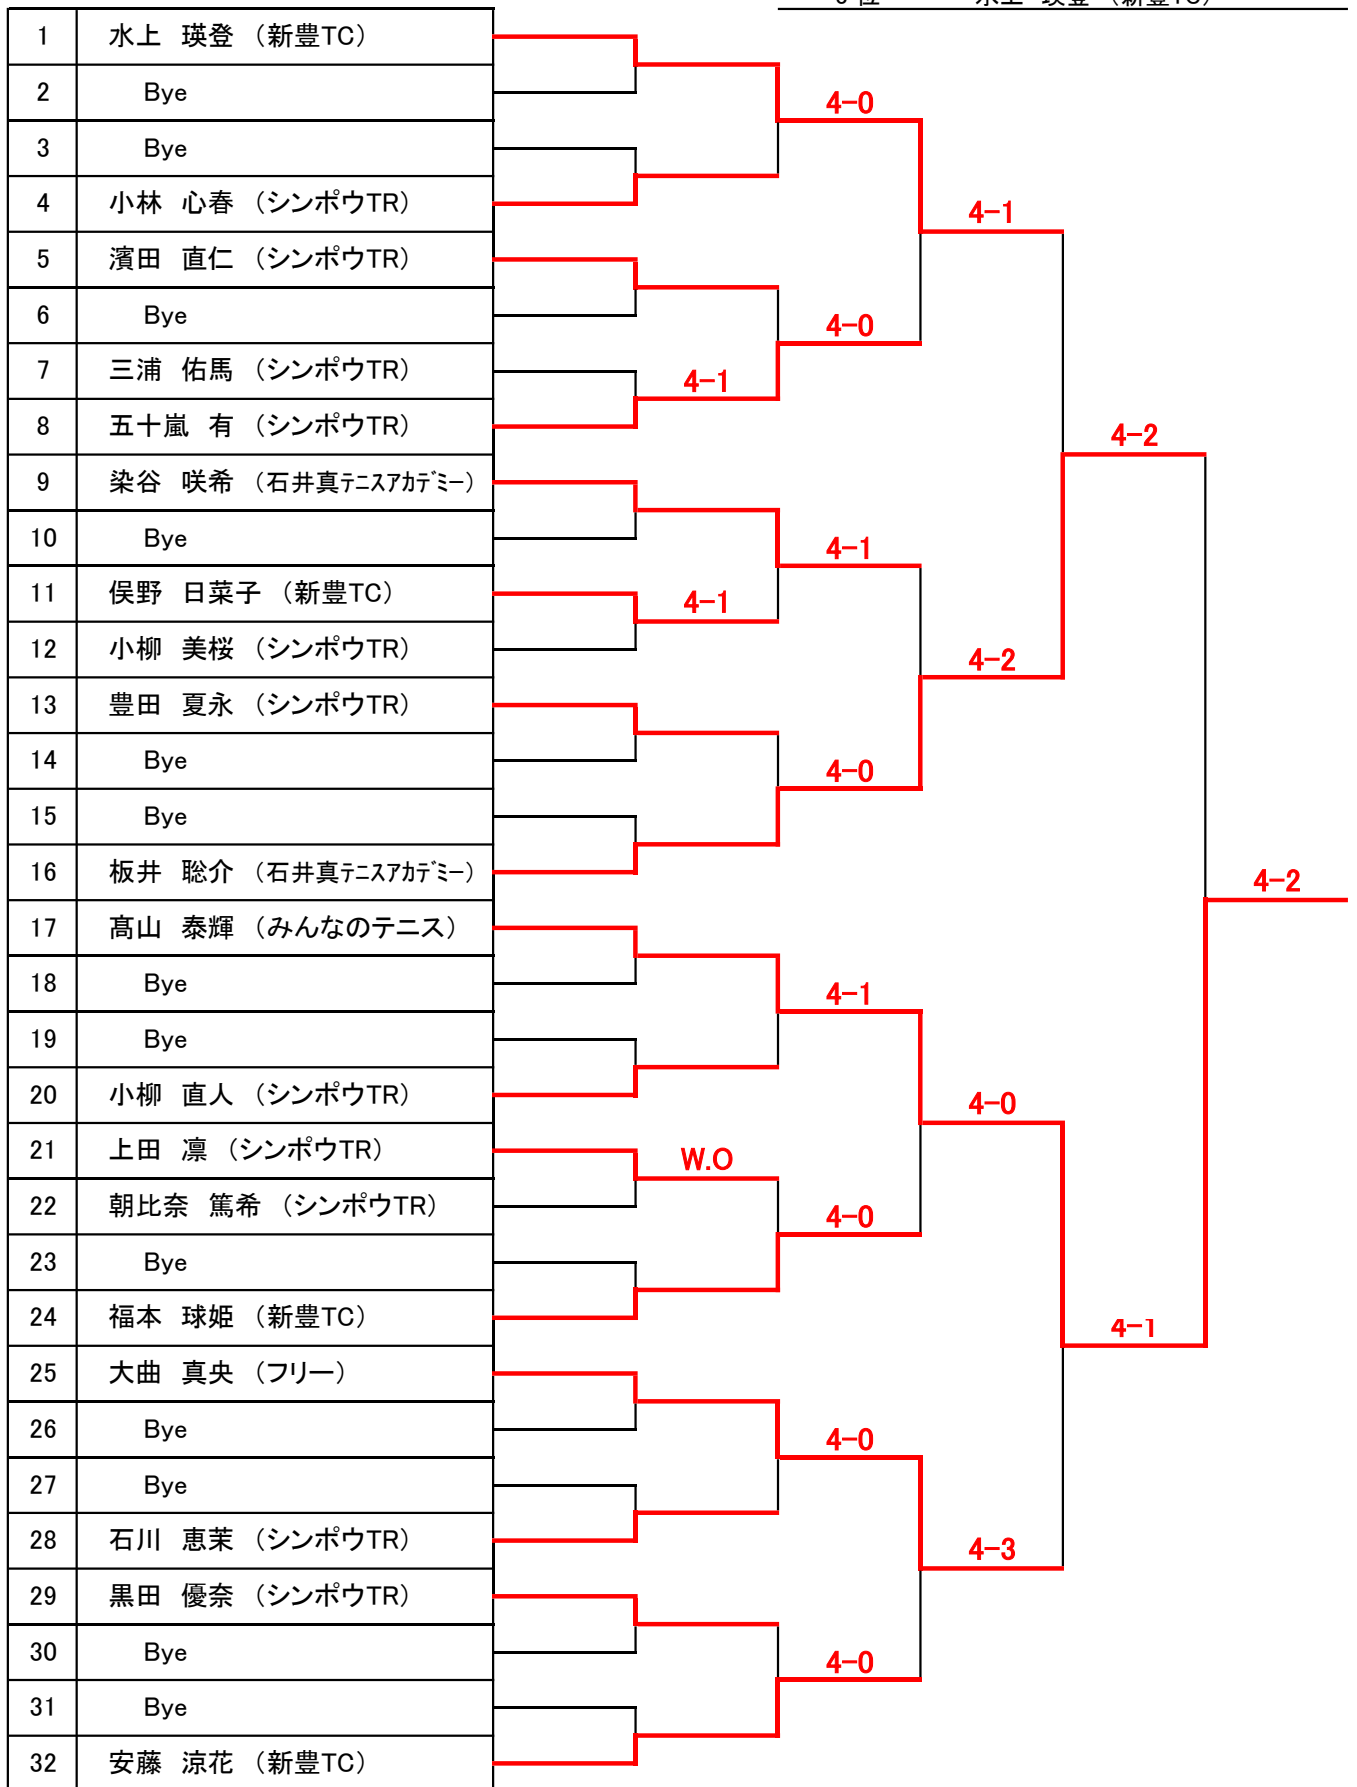 3 位 水上 瑛登 (新豊TC)
1 水上 瑛登 (新豊TC)
2 Bye
4-0
3 Bye
4 小林 心春 (シンポウTR)
4-1
5 濱田 直仁 (シンポウTR)
6 Bye
4-0
7 三浦 佑馬 (シンポウTR)
4-1
8 五十嵐 有 (シンポウTR)
4-2
9 染谷 咲希 (石井真ﾃﾆｽｱｶﾃﾞﾐｰ)
10 Bye
4-1
11 俣野 日菜子 (新豊TC)
4-1
12 小柳 美桜 (シンポウTR)
4-2
13 豊田 夏永 (シンポウTR)
14 Bye
4-0
15 Bye
16 板井 聡介 (石井真ﾃﾆｽｱｶﾃﾞﾐｰ)
4-2
17 髙山 泰輝 (みんなのテニス)
18 Bye
4-1
19 Bye
20 小柳 直人 (シンポウTR)
4-0
21 上田 凛 (シンポウTR)
W.O
22 朝比奈 篤希 (シンポウTR)
4-0
23 Bye
24 福本 球姫 (新豊TC)
4-1
25 大曲 真央 (フリー)
26 Bye
4-0
27 Bye
28 石川 恵茉 (シンポウTR)
4-3
29 黒田 優奈 (シンポウTR)
30 Bye
4-0
31 Bye
32 安藤 涼花 (新豊TC)